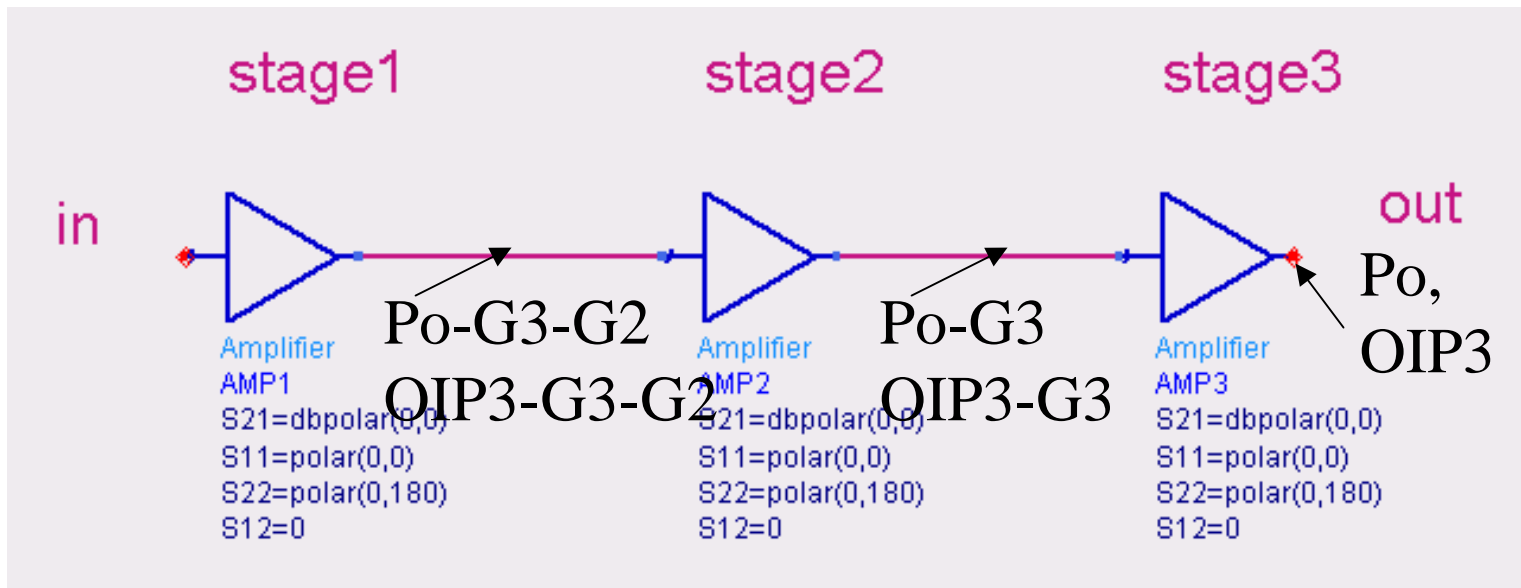 stage1
stage2
stage3
in
out
Po-G3-G2
OIP3-G3-G2
Po-G3
OIP3-G3
Po,
OIP3
Amplifier
AMP1
S21=dbpolar(0,0)
S11=polar(0,0)
S22=polar(0,180)
S12=0
Amplifier
AMP2
S21=dbpolar(0,0)
S11=polar(0,0)
S22=polar(0,180)
S12=0
Amplifier
AMP3
S21=dbpolar(0,0)
S11=polar(0,0)
S22=polar(0,180)
S12=0